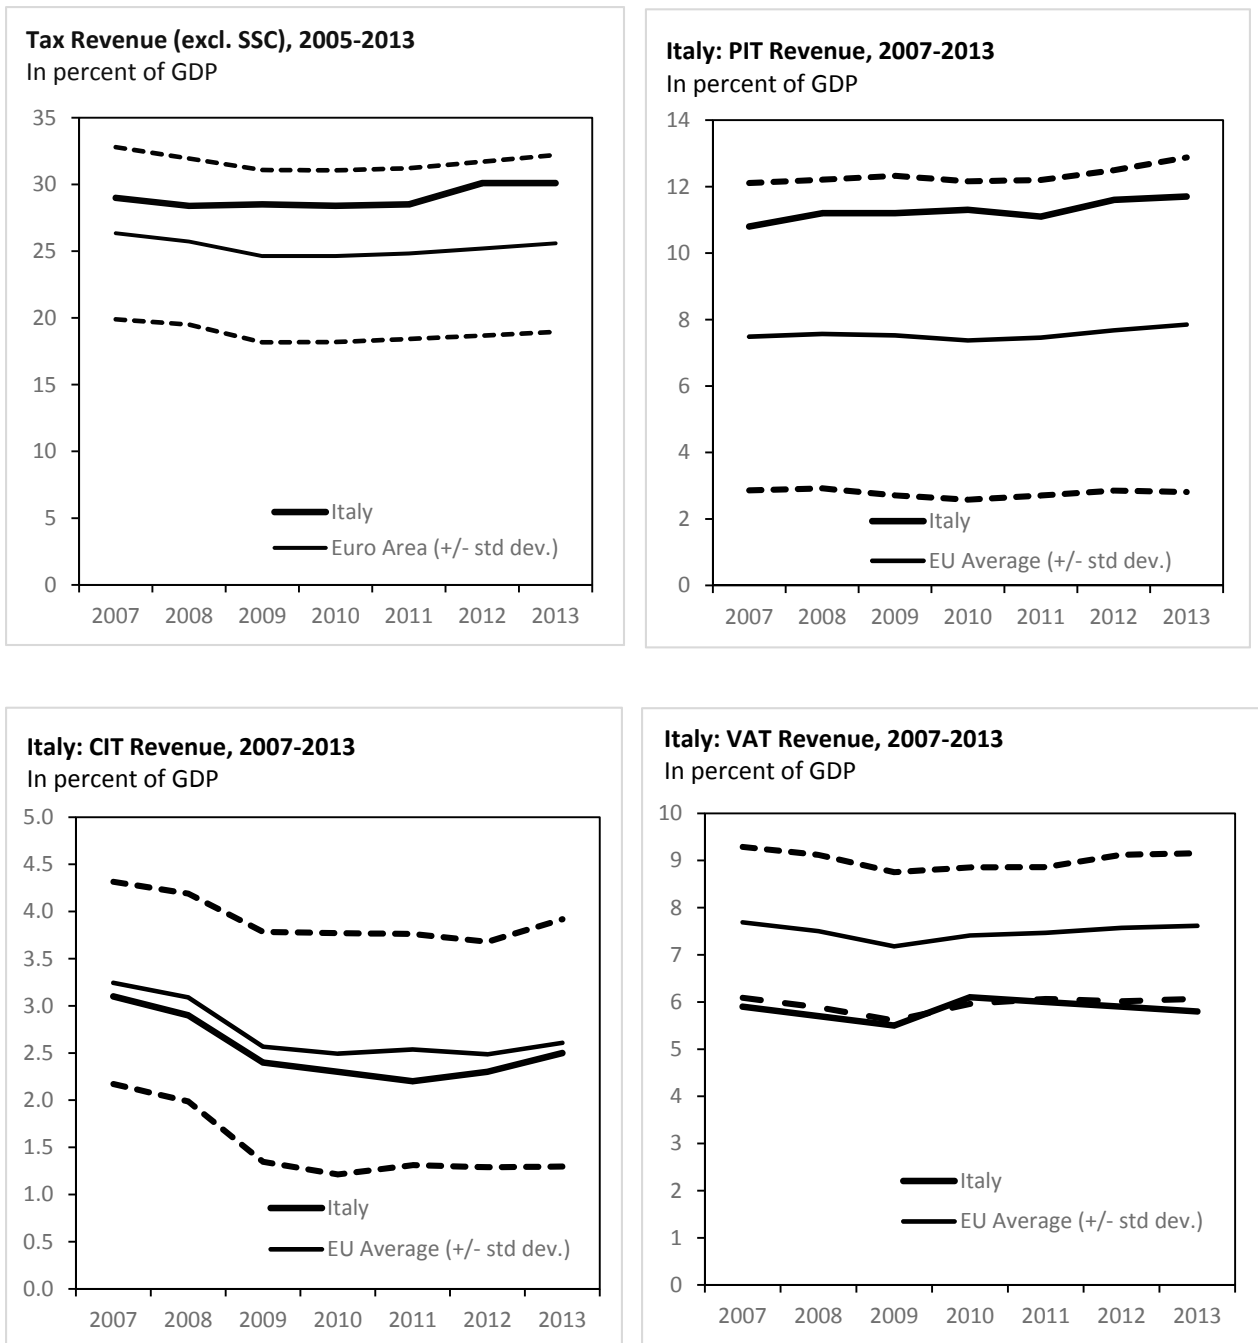 Tax Revenue (excl. SSC), 2005-2013
In percent of GDP
35
30
25
20
15
10
5
0
Italy
Euro Area (+/- std dev.)
2007 2008 2009 2010 2011 2012 2013
Italy: PIT Revenue, 2007-2013
In percent of GDP
14
12
10
8
6
4
2
0
Italy
EU Average (+/- std dev.)
2007 2008 2009 2010 2011 2012 2013
Italy: CIT Revenue, 2007-2013
In percent of GDP
5.0
4.5
4.0
3.5
3.0
2.5
2.0
1.5
1.0
0.5
0.0
Italy
EU Average (+/- std dev.)
2007 2008 2009 2010 2011 2012 2013
Italy: VAT Revenue, 2007-2013
In percent of GDP
10
9
8
7
6
5
4
3
2
1
0
Italy
EU Average (+/- std dev.)
2007 2008 2009 2010 2011 2012 2013